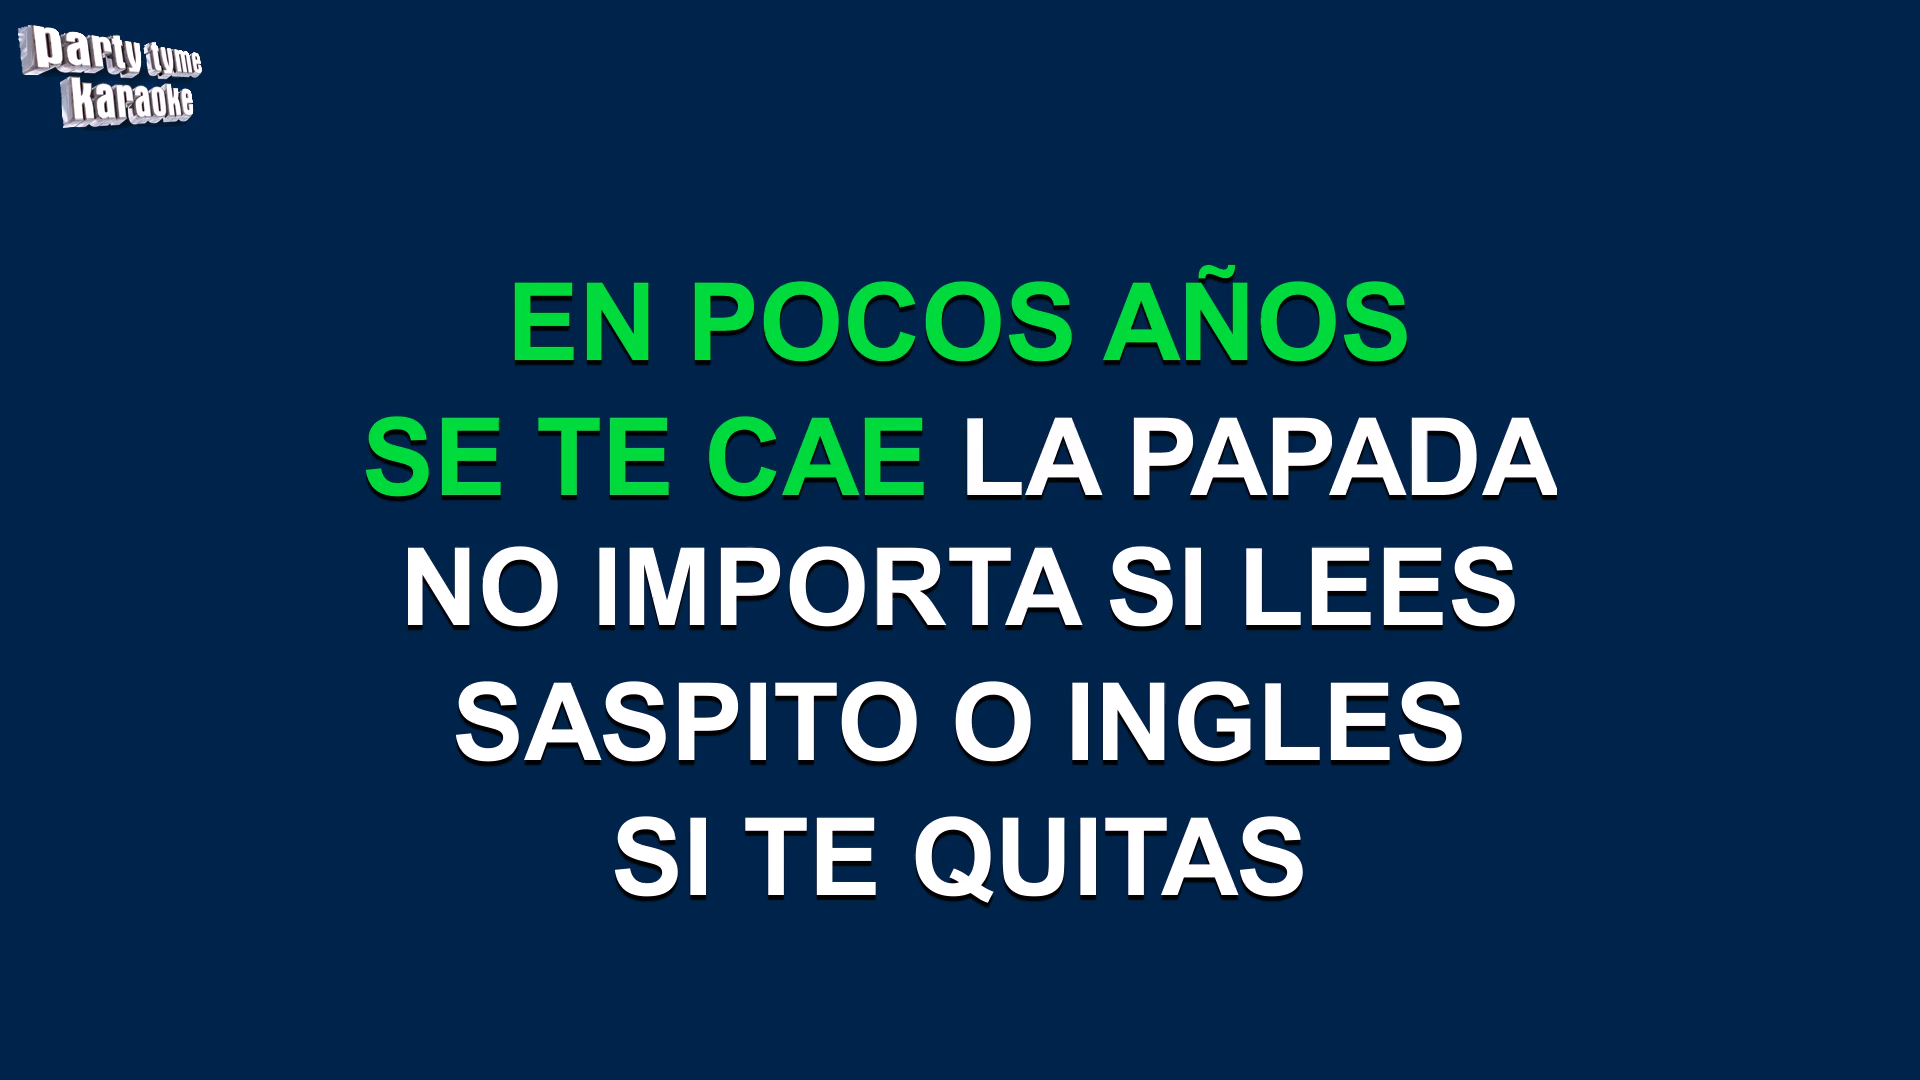 party tyme
karaoke
EN POCOS AÑOS
SE TE CAE LA PAPADA
NO IMPORTA SI LEES
SASPITO O INGLES
SI TE QUITAS